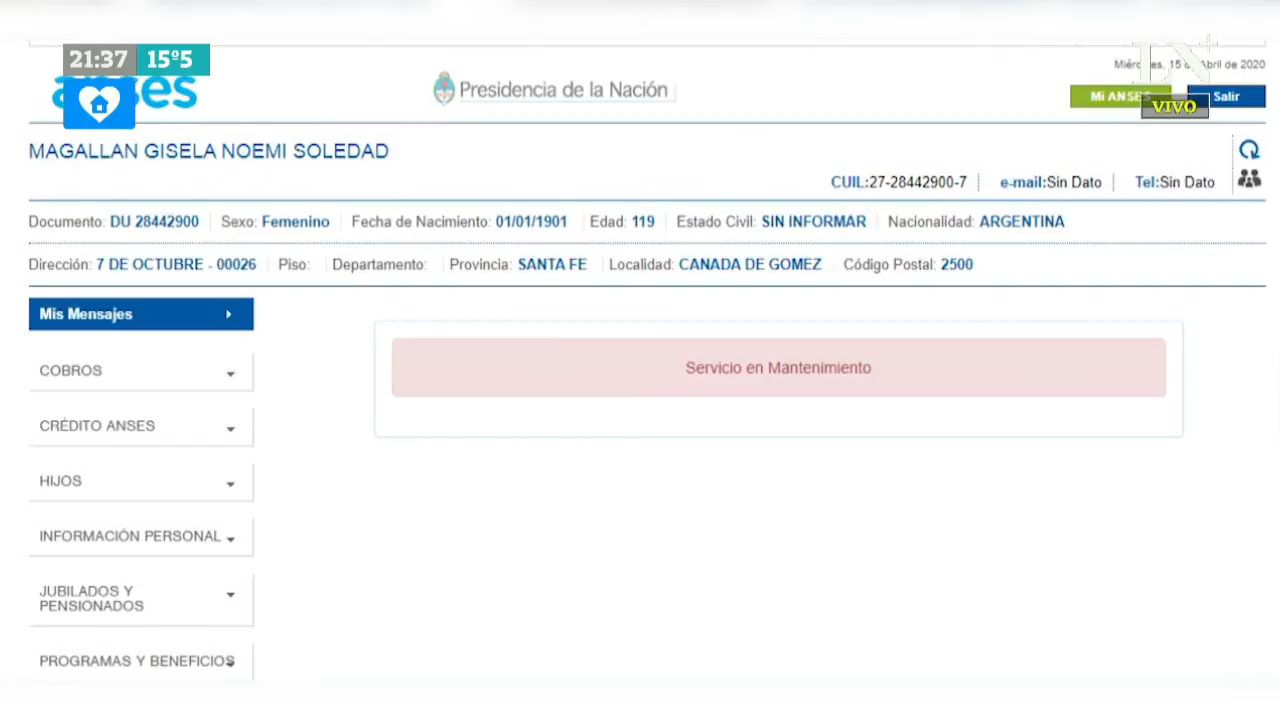 21:37 15º5
anses
Presidencia de la Nación
Miércoles, 15 de Abril de 2020
LN+
Mi ANSES
VIVO
Salir
MAGALLAN GISELA NOEMI SOLEDAD
CUIL:27-28442900-7 e-mail:Sin Dato Tel:Sin Dato
Documento: DU 28442900 Sexo: Femenino Fecha de Nacimiento: 01/01/1901 Edad: 119 Estado Civil: SIN INFORMAR Nacionalidad: ARGENTINA
Dirección: 7 DE OCTUBRE - 00026 Piso: Departamento: Provincia: SANTA FE Localidad: CANADA DE GOMEZ Código Postal: 2500
Mis Mensajes
Servicio en Mantenimiento
COBROS
CRÉDITO ANSES
HIJOS
INFORMACIÓN PERSONAL
JUBILADOS Y
PENSIONADOS
PROGRAMAS Y BENEFICIOS